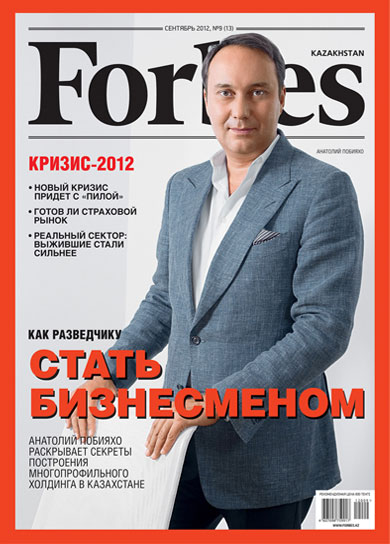 СЕНТЯБРЬ 2012, №9 (13)
Forbes
KAZAKHSTAN
АНАТОЛИЙ ПОБИЯХО
КРИЗИС-2012
• НОВЫЙ КРИЗИС
ПРИДЕТ С «ПИЛОЙ»
• ГОТОВ ЛИ СТРАХОВОЙ
РЫНОК
• РЕАЛЬНЫЙ СЕКТОР:
ВЫЖИВШИЕ СТАЛИ
СИЛЬНЕЕ
КАК РАЗВЕДЧИКУ
СТАТЬ
БИЗНЕСМЕНОМ
АНАТОЛИЙ ПОБИЯХО
РАСКРЫВАЕТ СЕКРЕТЫ
ПОСТРОЕНИЯ
МНОГОПРОФИЛЬНОГО
ХОЛДИНГА В КАЗАХСТАНЕ
WWW.FORBES.KZ